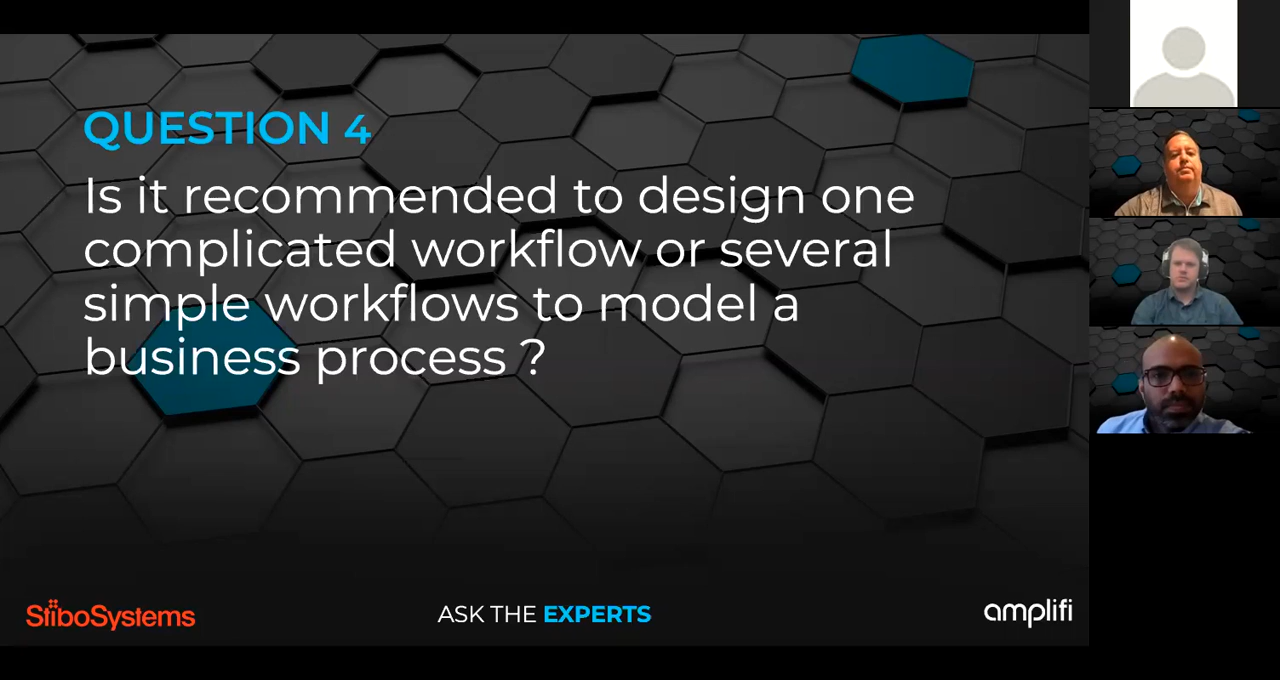 QUESTION 4
Is it recommended to design one
complicated workflow or several
simple workflows to model a
business process ?
StiboSystems
ASK THE EXPERTS
amplifi